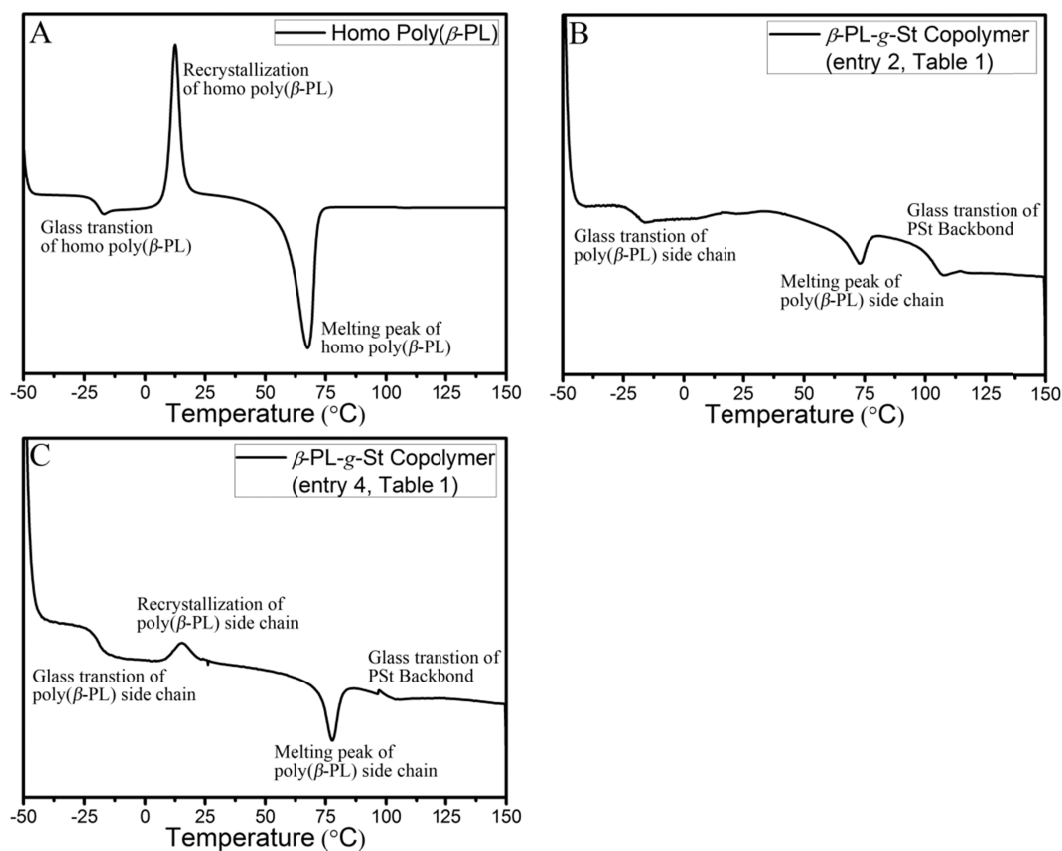 A
Homo Poly(β-PL)
Recrystallization
of homo poly(β-PL)
Glass transtion
of homo poly(β-PL)
Melting peak of
homo poly(β-PL)
-50 -25 0 25 50 75 100 125 150
Temperature (°C)
B
β-PL-g-St Copolymer
(entry 2, Table 1)
Glass transtion of
poly(β-PL) side chain
Glass transtion of
PSt Backbond
Melting peak of
poly(β-PL) side chain
-50 -25 0 25 50 75 100 125 150
Temperature (°C)
C
β-PL-g-St Copolymer
(entry 4, Table 1)
Recrystallization of
poly(β-PL) side chain
Glass transtion of
poly(β-PL) side chain
Glass transtion of
PSt Backbond
Melting peak of
poly(β-PL) side chain
-50 -25 0 25 50 75 100 125 150
Temperature (°C)